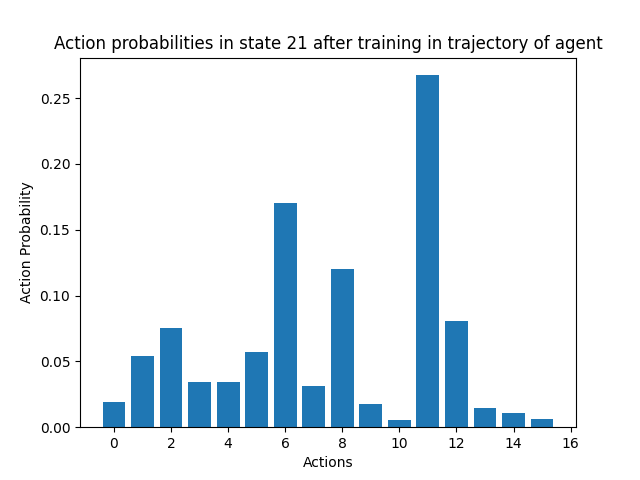 Action probabilities in state 21 after training in trajectory of agent
0.25
0.20
0.15
0.10
0.05
0.00
Action Probability
0 2 4 6 8 10 12 14 16
Actions